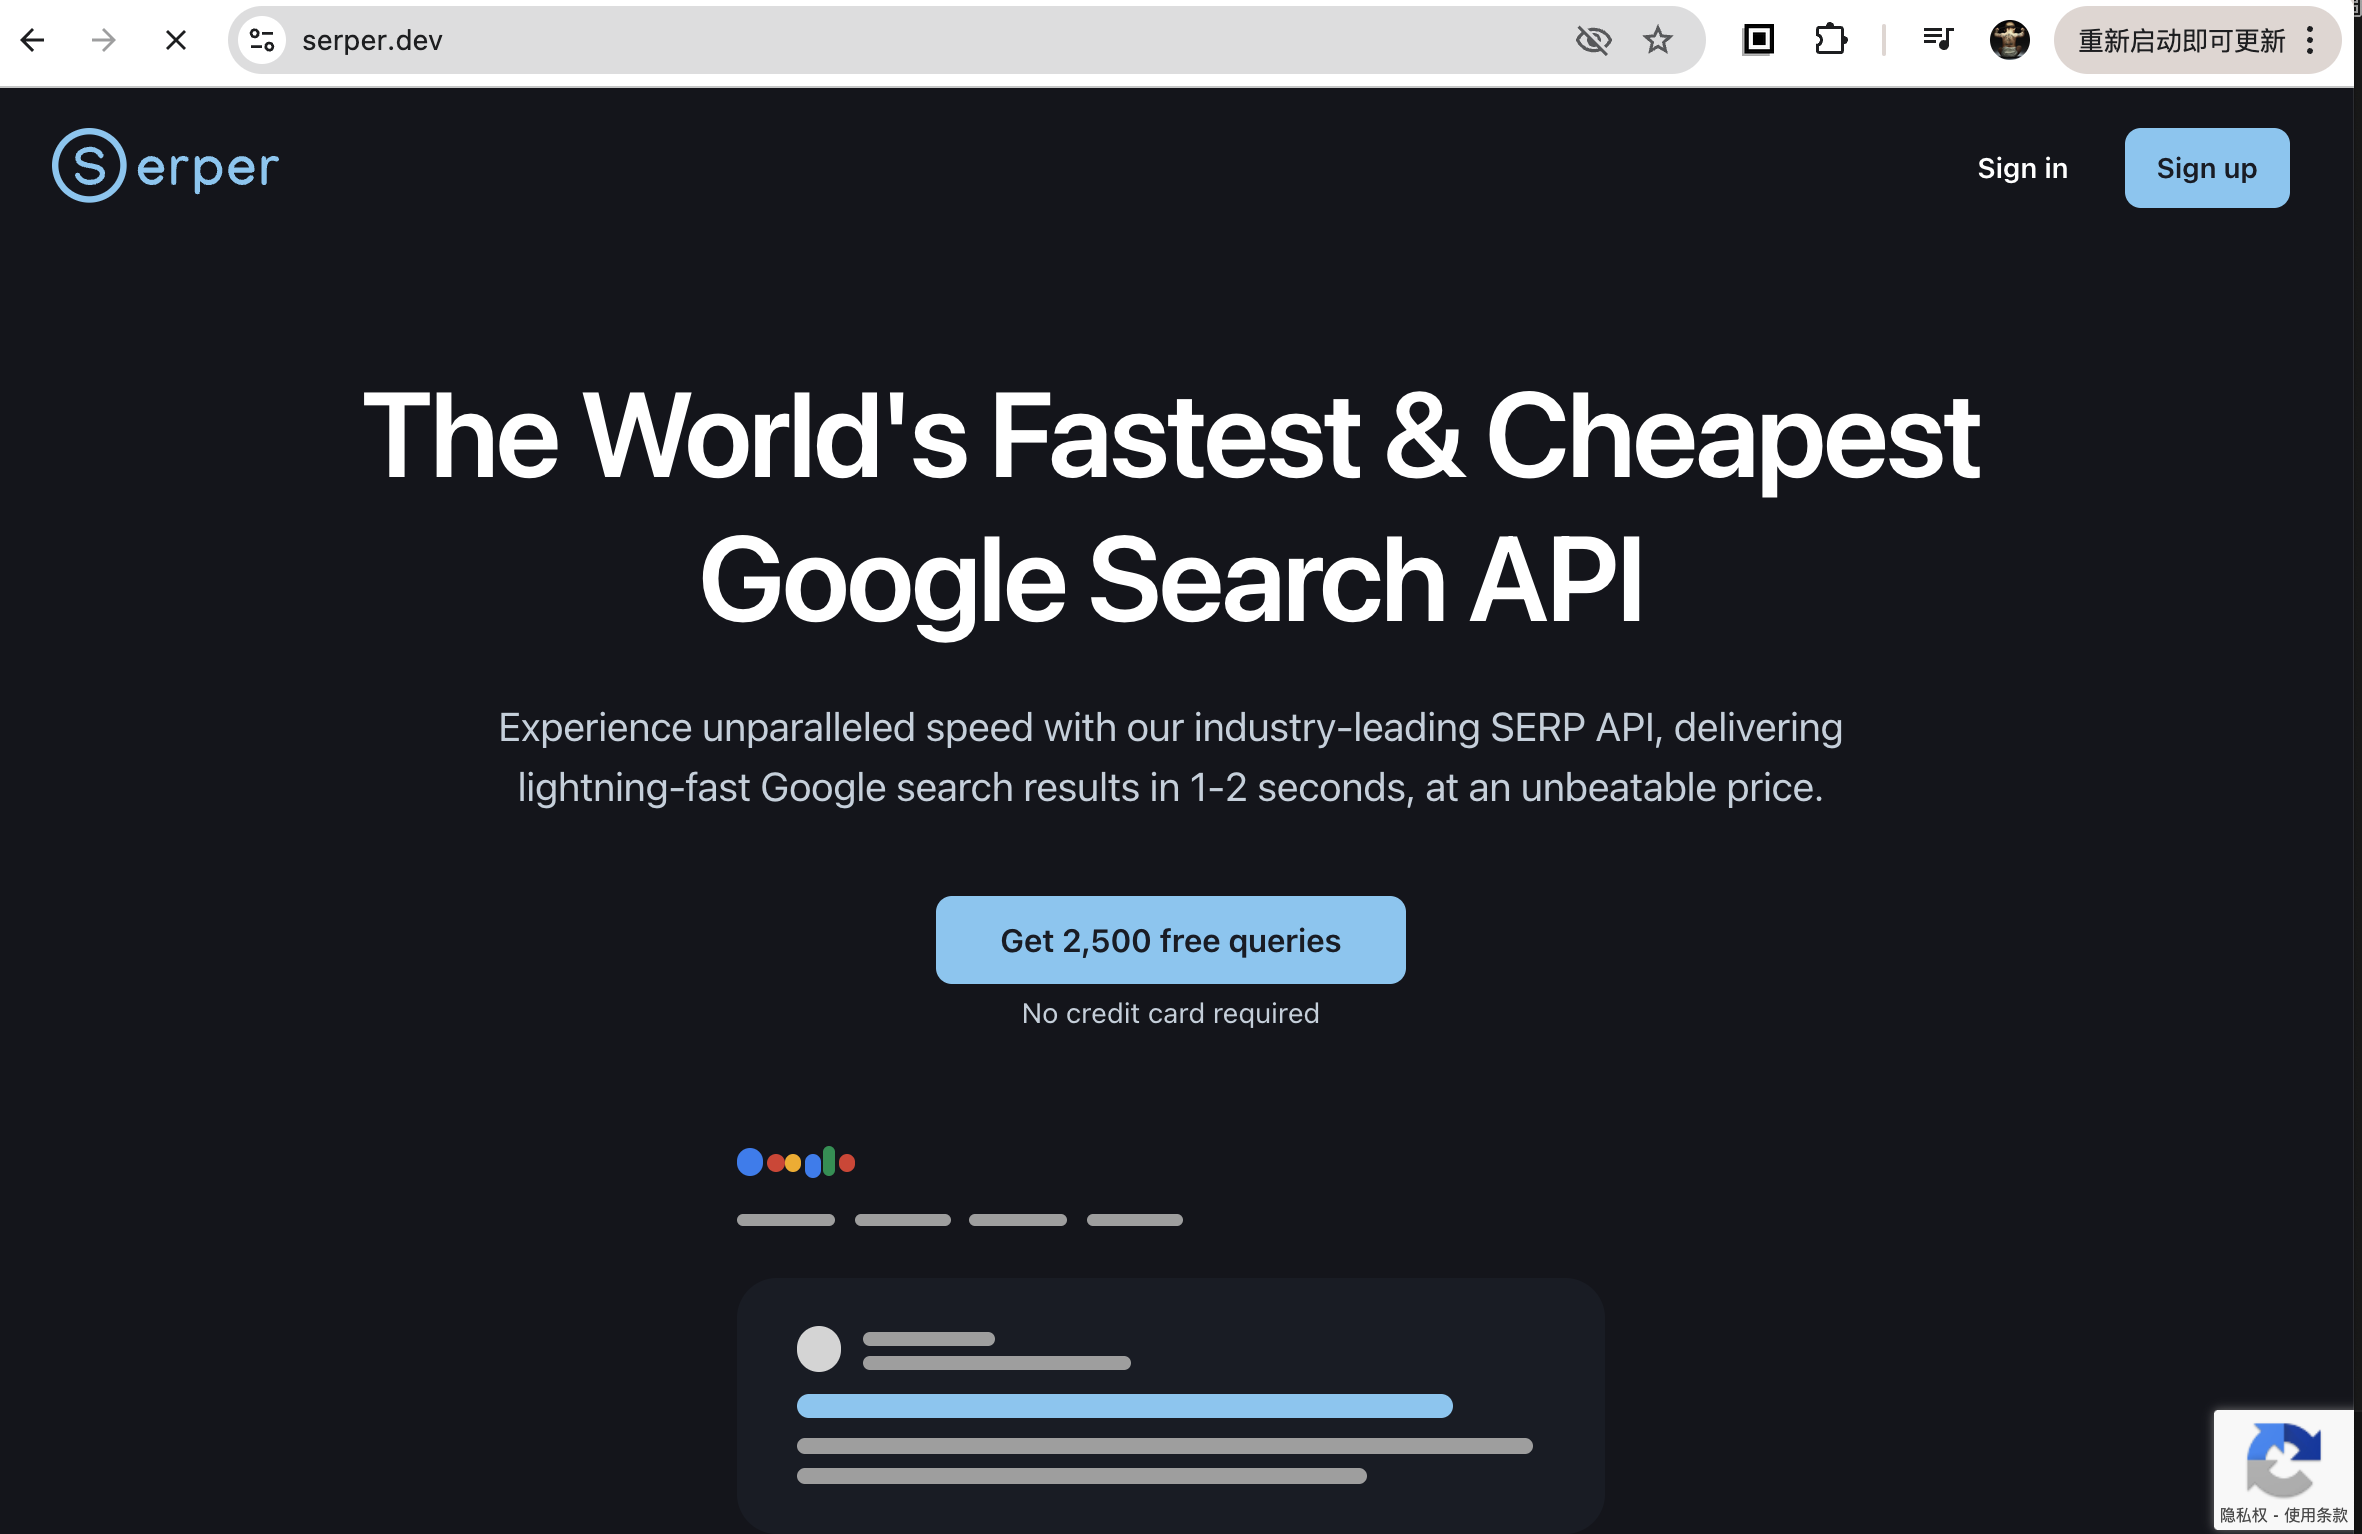 serper.dev
重新启动即可更新
Serper
Sign in
Sign up
The World's Fastest & Cheapest
Google Search API
Experience unparalleled speed with our industry-leading SERP API, delivering
lightning-fast Google search results in 1-2 seconds, at an unbeatable price.
Get 2,500 free queries
No credit card required
隐私权 - 使用条款